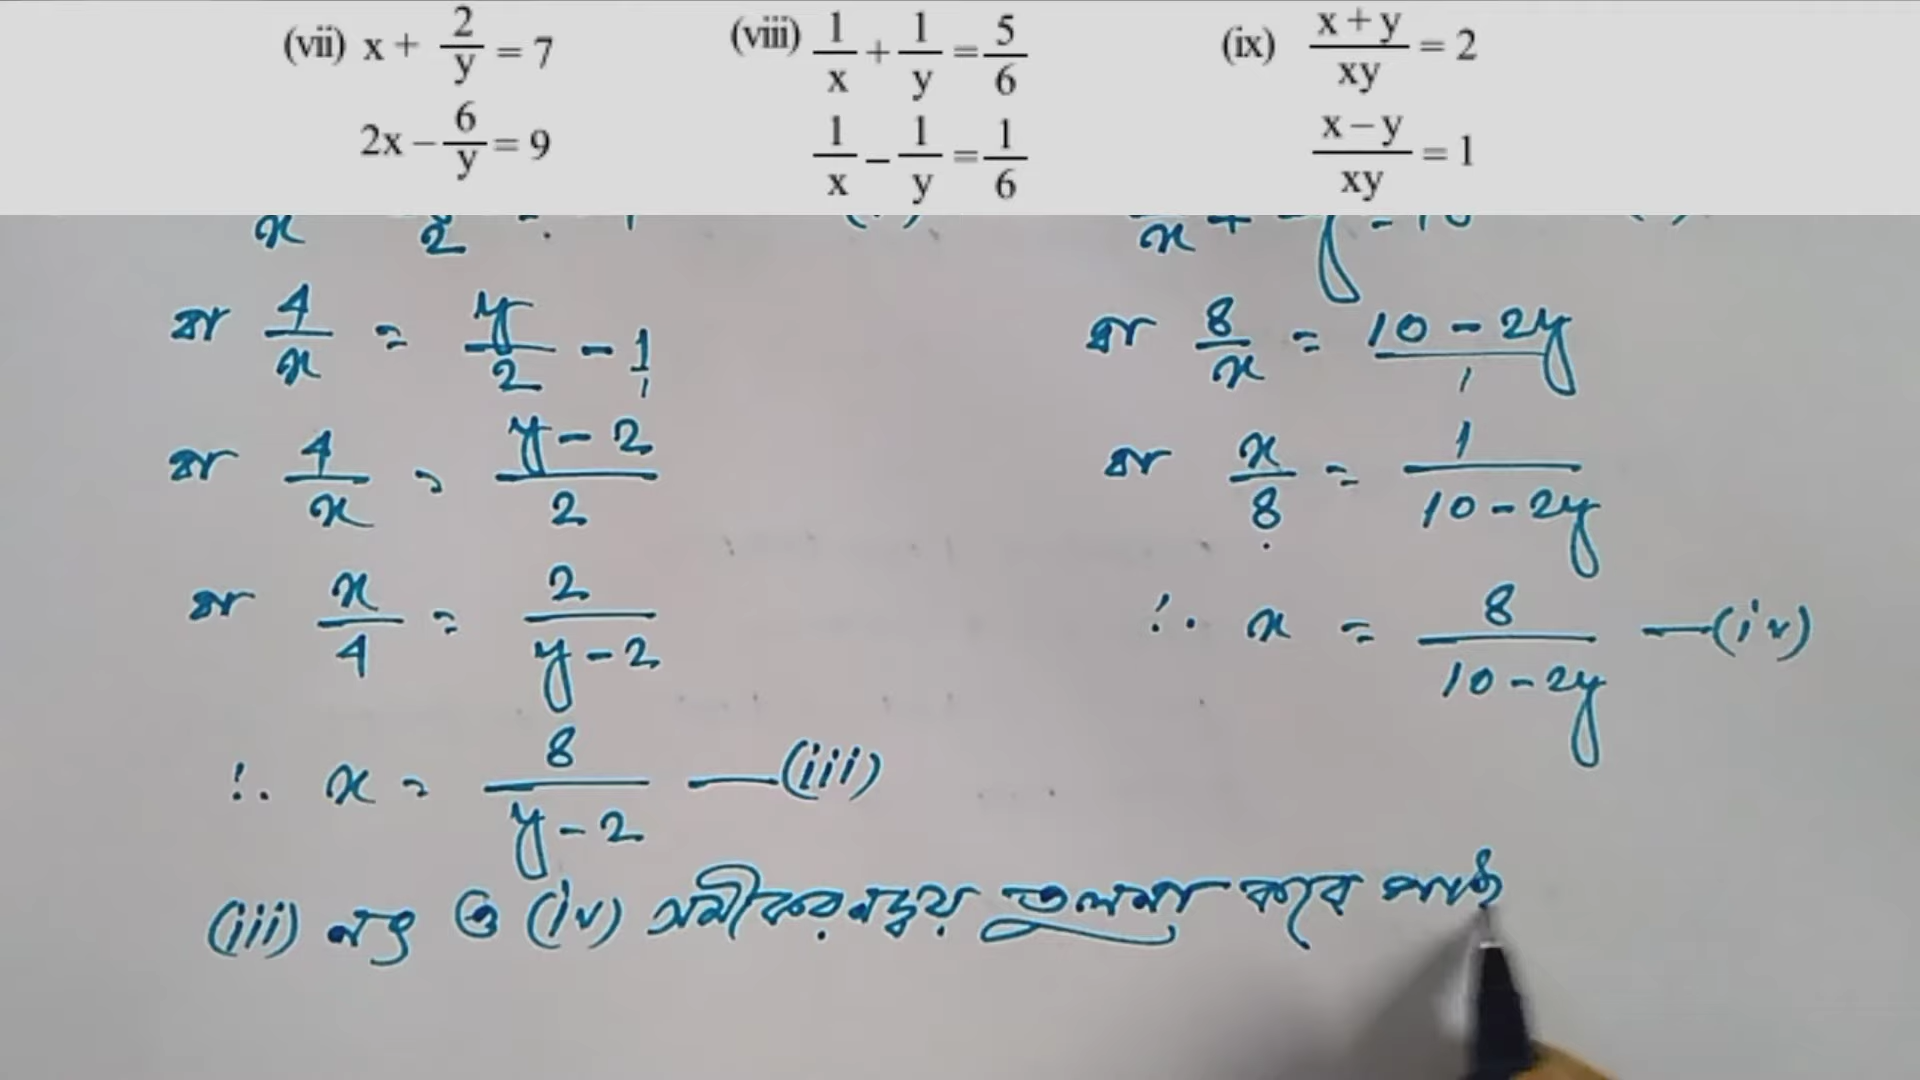 (vii) x + 2/y = 7
2x − 6/y = 9
(viii) 1/x + 1/y = 5/6
1/x − 1/y = 1/6
(ix) (x+y)/xy = 2
(x−y)/xy = 1
বা 4/x = y/2 − 1/1
বা 4/x = (y−2)/2
বা x/4 = 2/(y−2)
∴ x = 8/(y−2) —(iii)
বা 8/x = (10−2y)/1
বা x/8 = 1/(10−2y)
∴ x = 8/(10−2y) —(iv)
(iii) নং ও (iv) সমীকরনদ্বয় তুলনা করে পাই